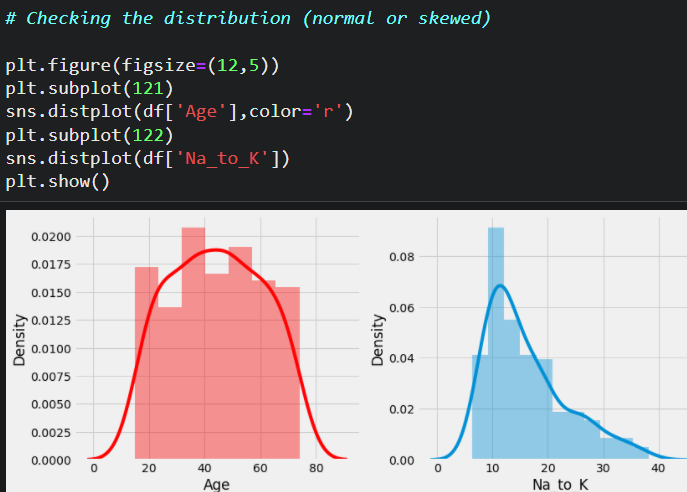 # Checking the distribution (normal or skewed)
plt.figure(figsize=(12,5))
plt.subplot(121)
sns.distplot(df['Age'],color='r')
plt.subplot(122)
sns.distplot(df['Na_to_K'])
plt.show()
0.0200
0.0175
0.0150
0.0125
0.0100
0.0075
0.0050
0.0025
0.0000
Density
0 20 40 60 80
Age
0.08
0.06
0.04
0.02
0.00
Density
0 10 20 30 40
Na_to_K